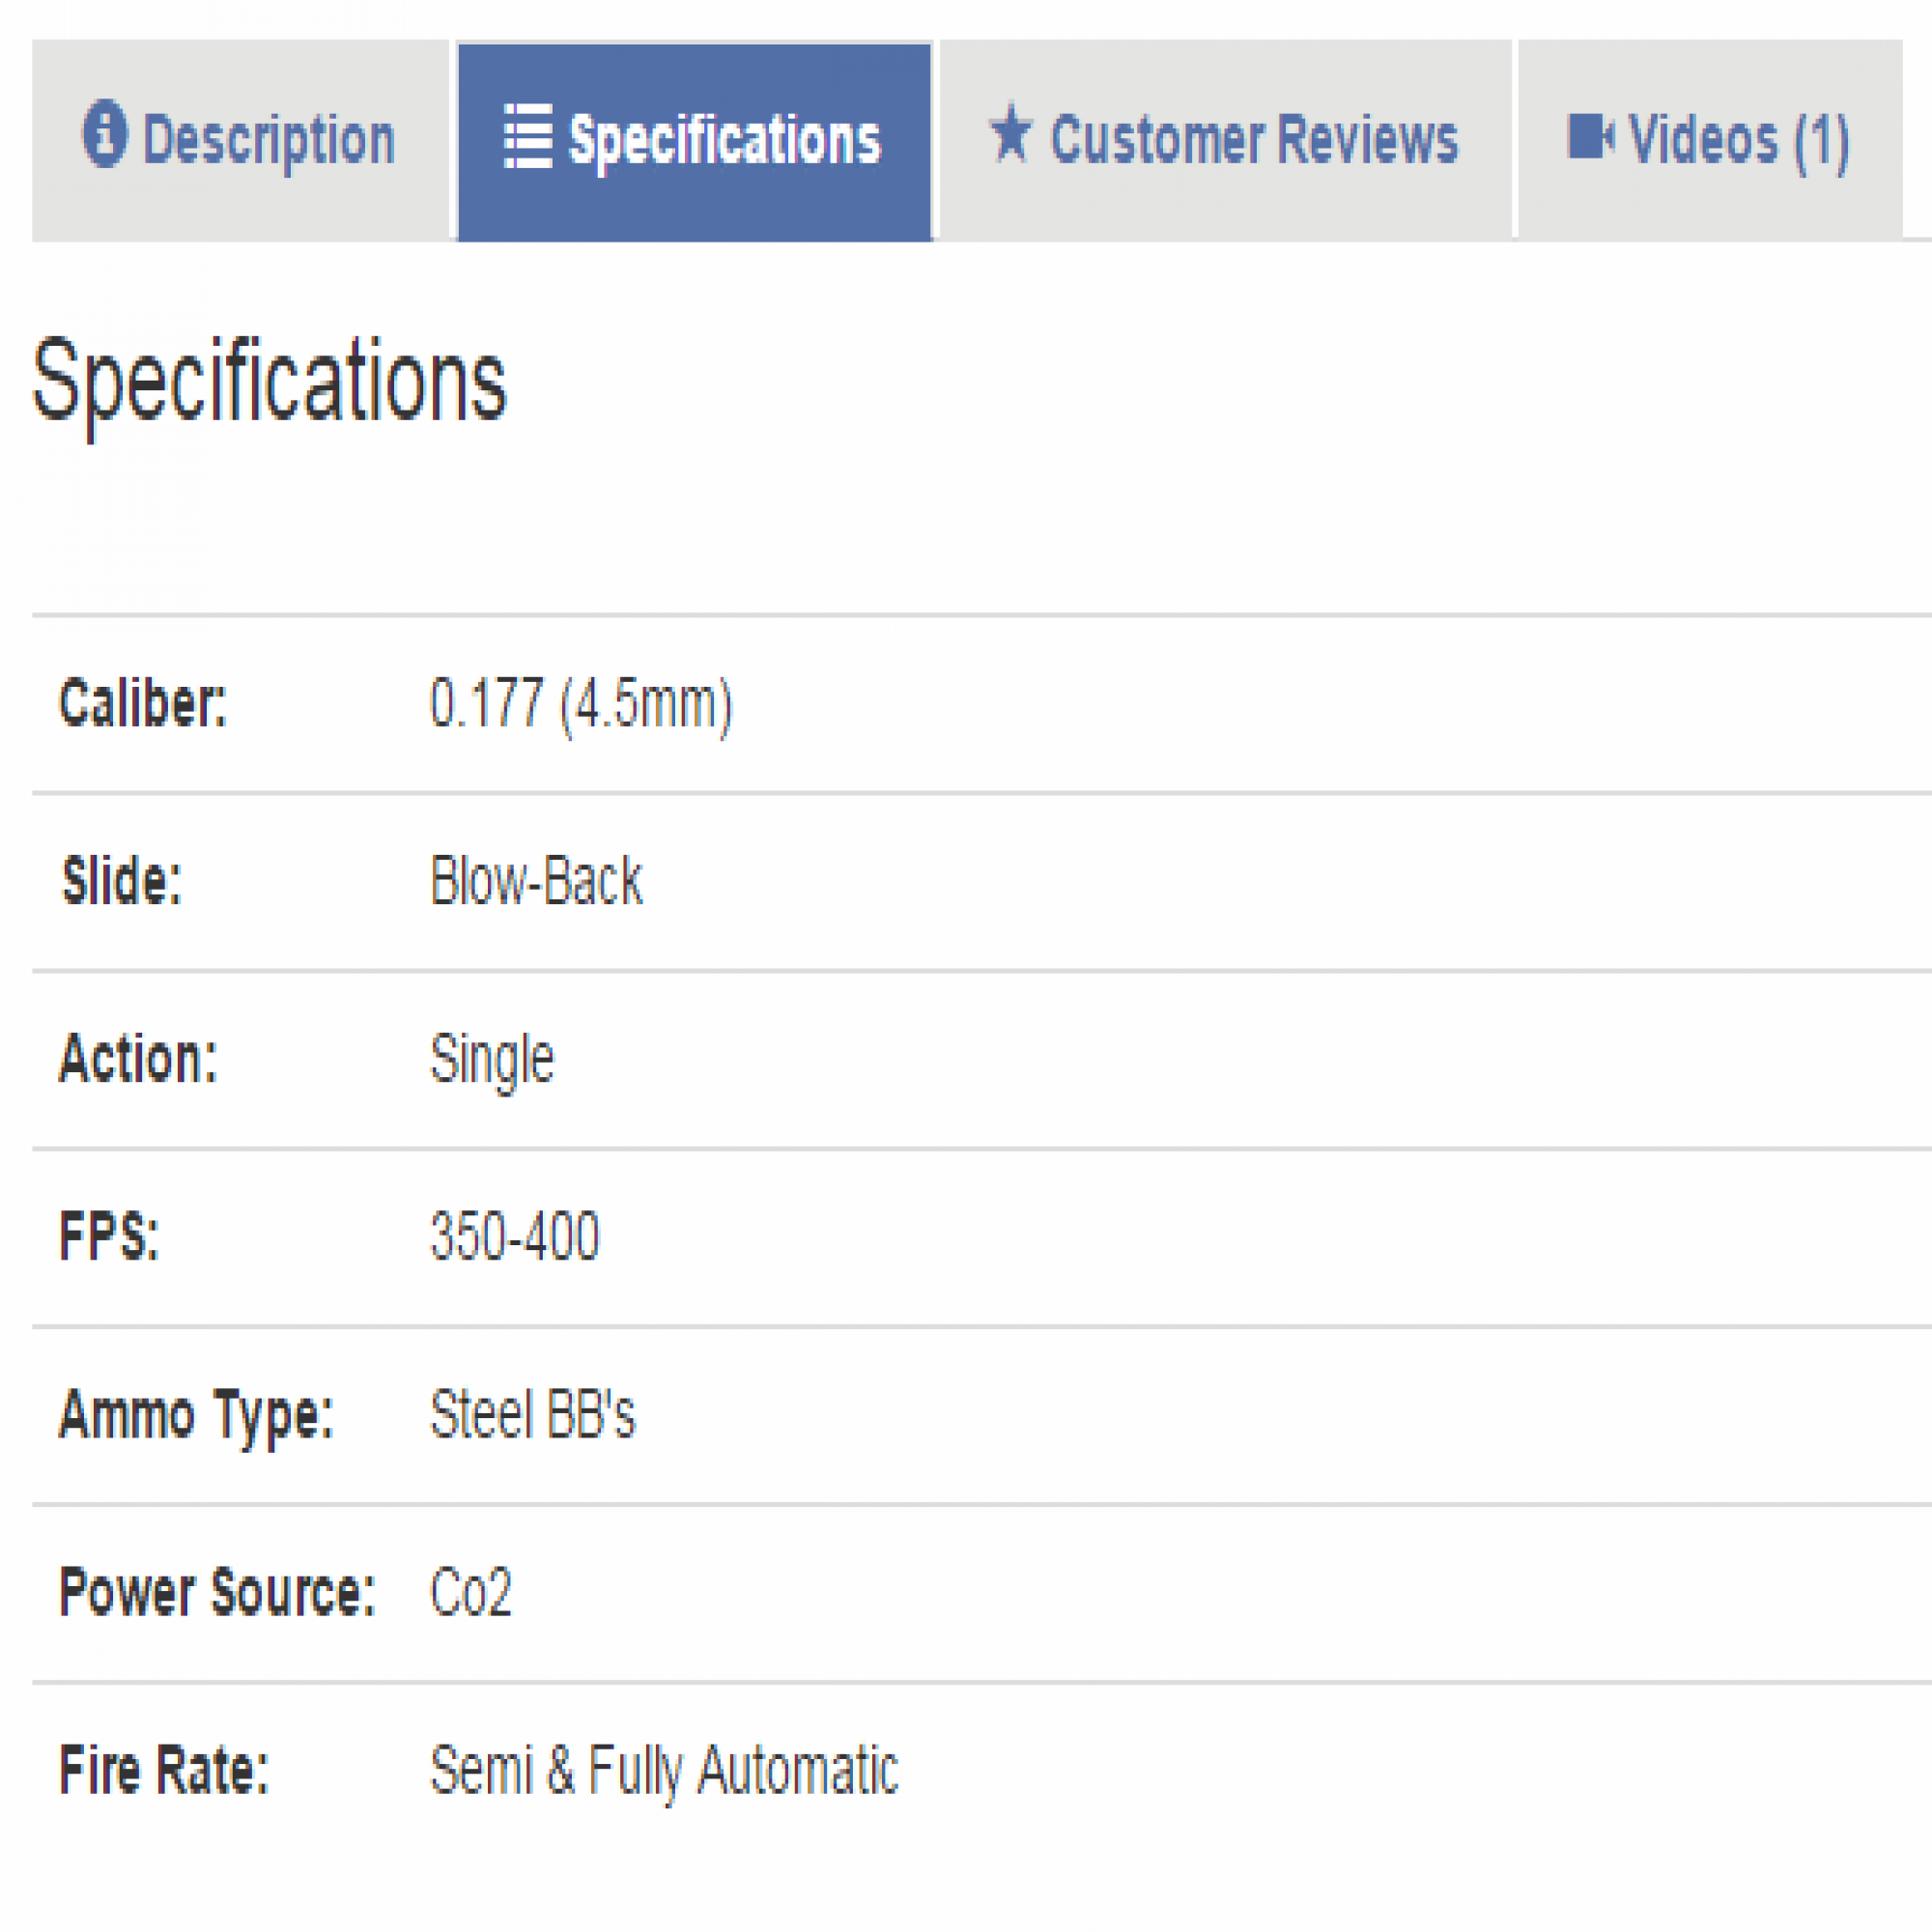 Description Specifications Customer Reviews Videos (1)
Specifications
Caliber: 0.177 (4.5mm)
Slide: Blow-Back
Action: Single
FPS: 350-400
Ammo Type: Steel BB's
Power Source: Co2
Fire Rate: Semi & Fully Automatic